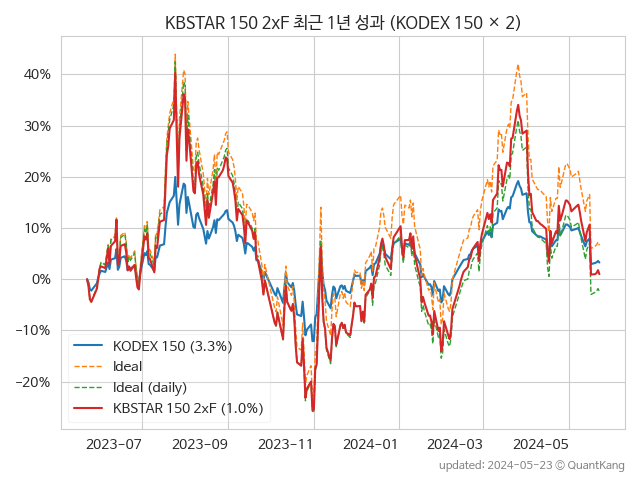 KBSTAR 150 2xF 최근 1년 성과 (KODEX 150 × 2)
40%
30%
20%
10%
0%
−10%
−20%
KODEX 150 (3.3%)
Ideal
Ideal (daily)
KBSTAR 150 2xF (1.0%)
2023-07 2023-09 2023-11 2024-01 2024-03 2024-05
updated: 2024-05-23 ⓒ QuantKang